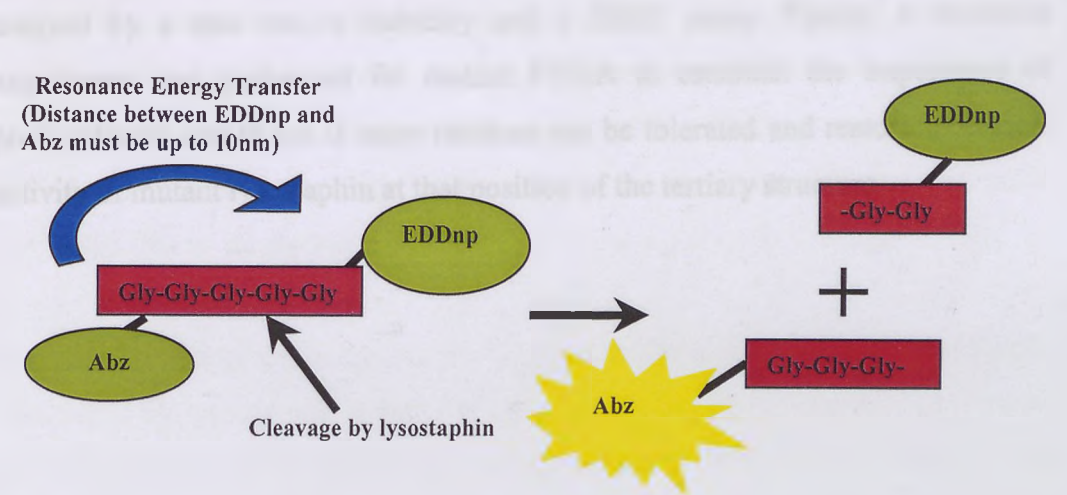 Resonance Energy Transfer
(Distance between EDDnp and
Abz must be up to 10nm)
EDDnp
Gly-Gly-Gly-Gly-Gly
Abz
Cleavage by lysostaphin
EDDnp
-Gly-Gly
+
Gly-Gly-Gly-
Abz